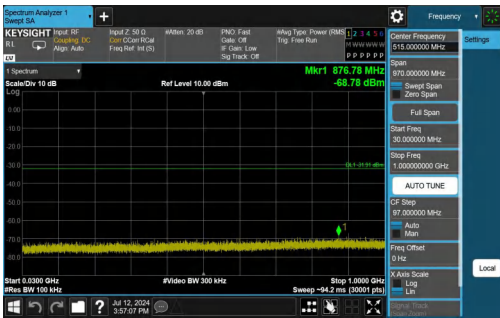 Spectrum Analyzer 1
Swept SA
Frequency
KEYSIGHT
RL
Input: RF
Coupling: DC
Align: Auto
Input Z: 50 Ω
Corr CCorr RCal
Freq Ref: Int (S)
#Atten: 20 dB
PNO: Fast
Gate: Off
IF Gain: Low
Sig Track: Off
#Avg Type: Power (RMS
Trig: Free Run
1 2 3 4 5 6
M W W W W W
P P P P P P
1 Spectrum
Scale/Div 10 dB
Log
Ref Level 10.00 dBm
Mkr1 876.78 MHz
-68.78 dBm
0.00
-10.0
-20.0
-30.0
DL1 -31.91 dBm
-40.0
-50.0
-60.0
1
-70.0
-80.0
Start 0.0300 GHz
#Res BW 100 kHz
#Video BW 300 kHz
Stop 1.0000 GHz
Sweep ~94.2 ms (30001 pts)
Jul 12, 2024
3:57:07 PM
Center Frequency
515.000000 MHz
Settings
Span
970.000000 MHz
Swept Span
Zero Span
Full Span
Start Freq
30.000000 MHz
Stop Freq
1.000000000 GHz
AUTO TUNE
CF Step
97.000000 MHz
Auto
Man
Freq Offset
0 Hz
X Axis Scale
Log
Lin
Local
Signal Track